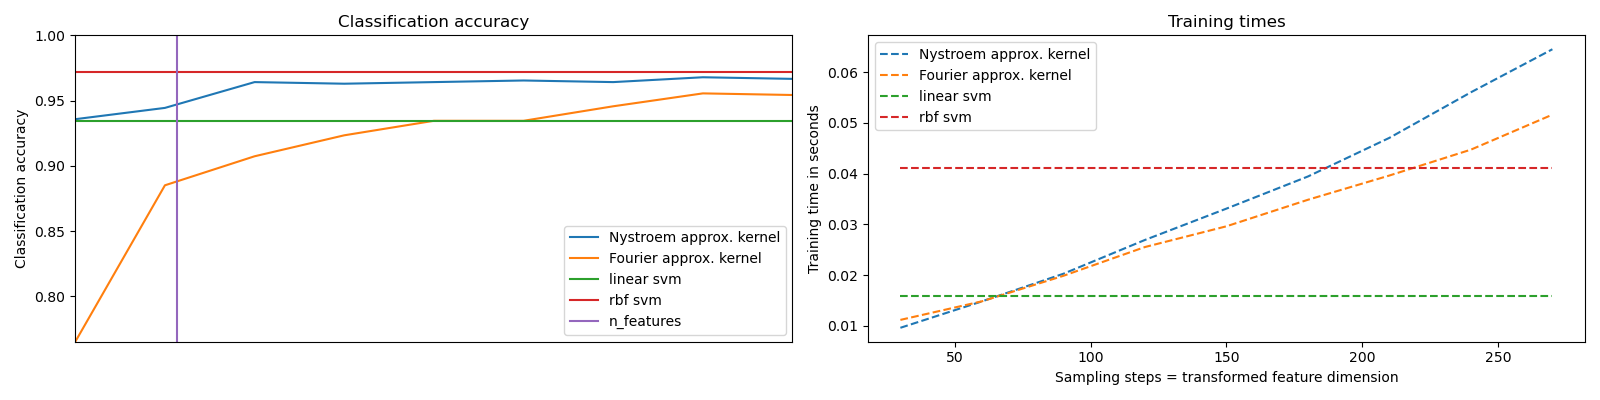 Classification accuracy
Classification accuracy
1.00
0.95
0.90
0.85
0.80
Nystroem approx. kernel
Fourier approx. kernel
linear svm
rbf svm
n_features
Training times
Training time in seconds
0.06
0.05
0.04
0.03
0.02
0.01
Nystroem approx. kernel
Fourier approx. kernel
linear svm
rbf svm
50 100 150 200 250
Sampling steps = transformed feature dimension